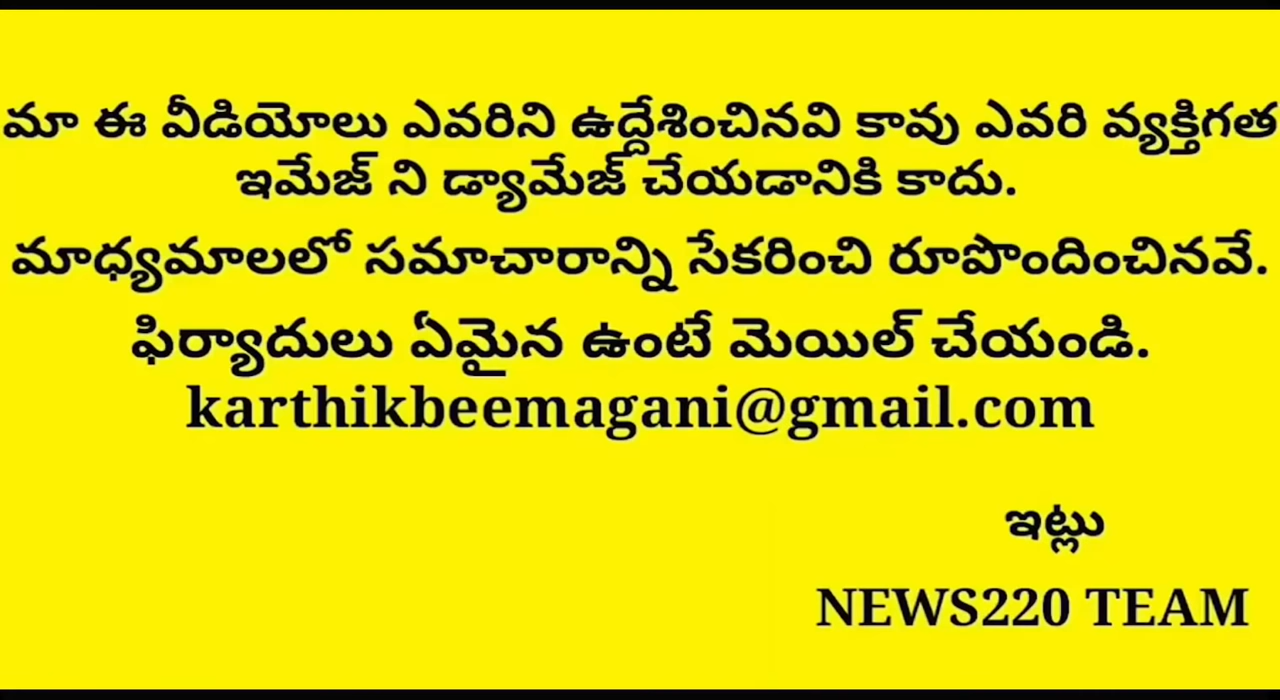 మా ఈ వీడియోలు ఎవరిని ఉద్దేశించినవి కావు ఎవరి వ్యక్తిగత
ఇమేజ్ ని డ్యామేజ్ చేయడానికి కాదు.
మాధ్యమాలలో సమాచారాన్ని సేకరించి రూపొందించినవే.
ఫిర్యాదులు ఏమైన ఉంటే మెయిల్ చేయండి.
karthikbeemagani@gmail.com
ఇట్లు
NEWS220 TEAM